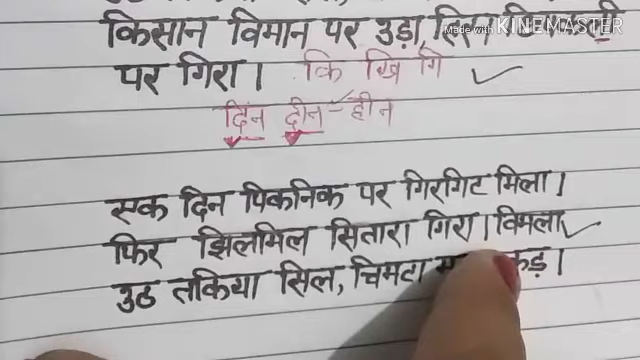 Made with KINEMASTER
किसान विमान पर उड़ा,
पर गिरा। कि खि गि
दिन दीन - हीन
एक दिन पिकनिक पर गिरगिट मिला।
फिर झिलमिल सितारा गिरा। विमला
उठ तकिया सिल, चिमटा